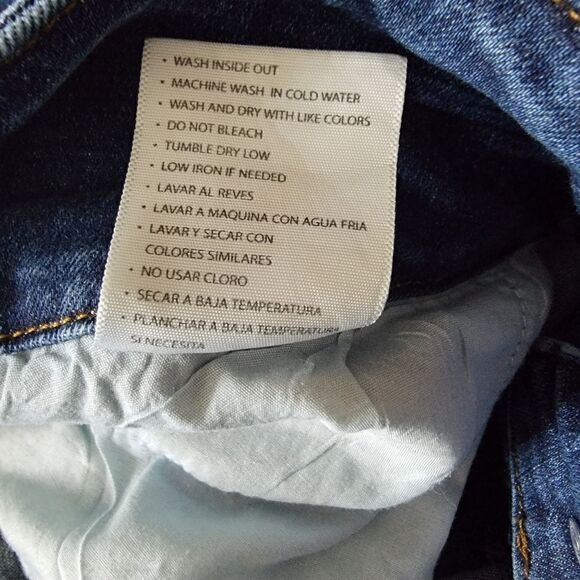 • WASH INSIDE OUT
• MACHINE WASH IN COLD WATER
• WASH AND DRY WITH LIKE COLORS
• DO NOT BLEACH
• TUMBLE DRY LOW
• LOW IRON IF NEEDED
• LAVAR AL REVES
• LAVAR A MAQUINA CON AGUA FRIA
• LAVAR Y SECAR CON
COLORES SIMILARES
• NO USAR CLORO
• SECAR A BAJA TEMPERATURA
• PLANCHAR A BAJA TEMPERATURA
SI NECESITA